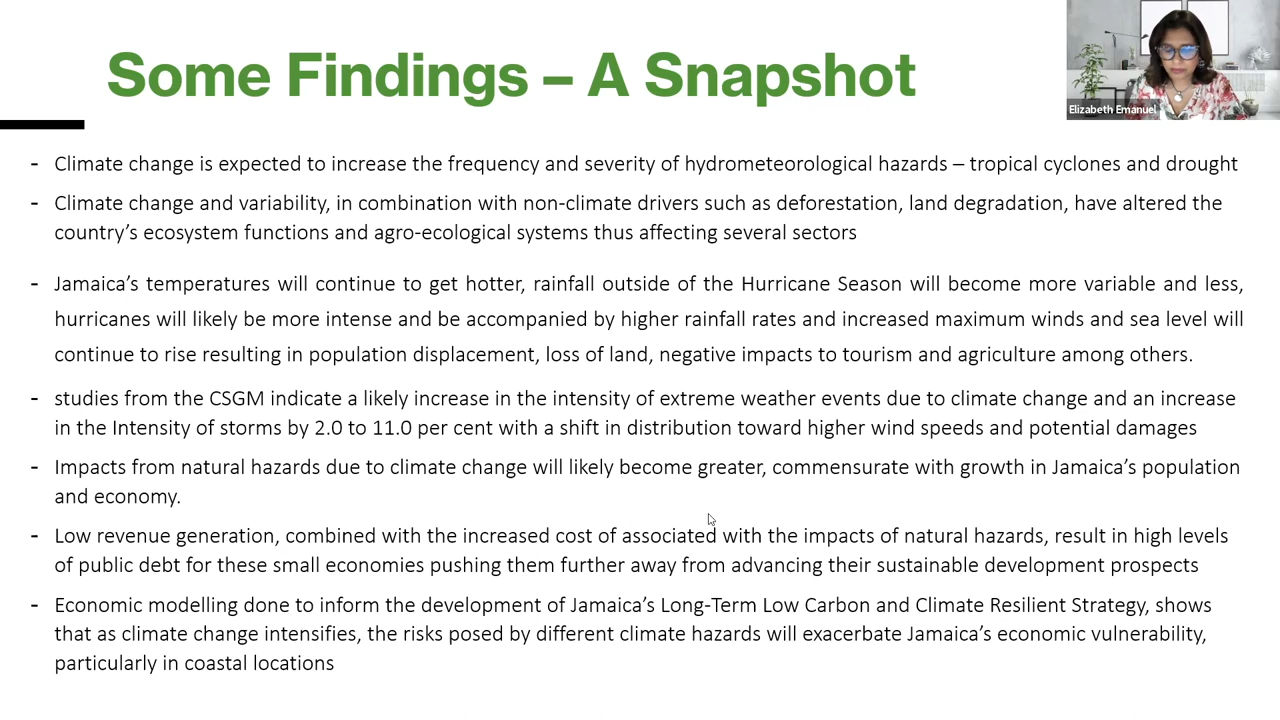 Some Findings – A Snapshot
Elizabeth Emanuel
- Climate change is expected to increase the frequency and severity of hydrometeorological hazards – tropical cyclones and drought
- Climate change and variability, in combination with non-climate drivers such as deforestation, land degradation, have altered the
country’s ecosystem functions and agro-ecological systems thus affecting several sectors
- Jamaica’s temperatures will continue to get hotter, rainfall outside of the Hurricane Season will become more variable and less,
hurricanes will likely be more intense and be accompanied by higher rainfall rates and increased maximum winds and sea level will
continue to rise resulting in population displacement, loss of land, negative impacts to tourism and agriculture among others.
- studies from the CSGM indicate a likely increase in the intensity of extreme weather events due to climate change and an increase
in the Intensity of storms by 2.0 to 11.0 per cent with a shift in distribution toward higher wind speeds and potential damages
- Impacts from natural hazards due to climate change will likely become greater, commensurate with growth in Jamaica’s population
and economy.
- Low revenue generation, combined with the increased cost of associated with the impacts of natural hazards, result in high levels
of public debt for these small economies pushing them further away from advancing their sustainable development prospects
- Economic modelling done to inform the development of Jamaica’s Long-Term Low Carbon and Climate Resilient Strategy, shows
that as climate change intensifies, the risks posed by different climate hazards will exacerbate Jamaica’s economic vulnerability,
particularly in coastal locations